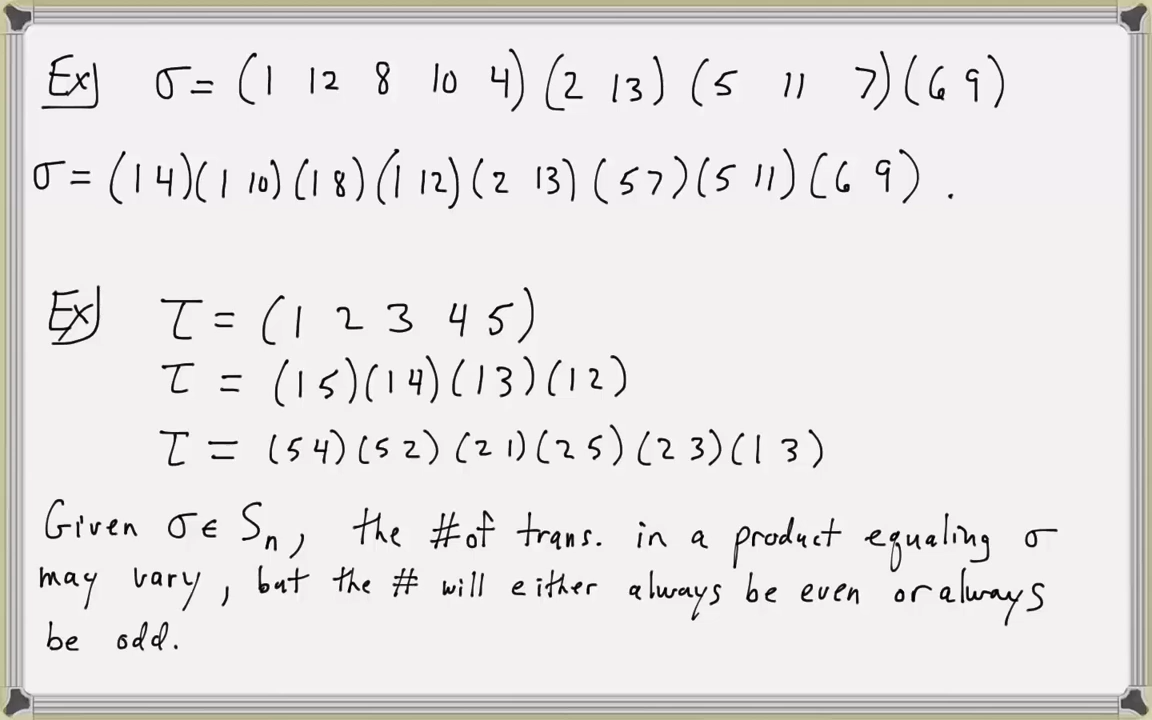 Ex) σ = (1 12 8 10 4)(2 13)(5 11 7)(6 9)
σ = (1 4)(1 10)(1 8)(1 12)(2 13)(5 7)(5 11)(6 9).
Ex) τ = (1 2 3 4 5)
τ = (1 5)(1 4)(1 3)(1 2)
τ = (5 4)(5 2)(2 1)(2 5)(2 3)(1 3)
Given σ ∈ Sₙ, the # of trans. in a product equaling σ
may vary, but the # will either always be even or always
be odd.